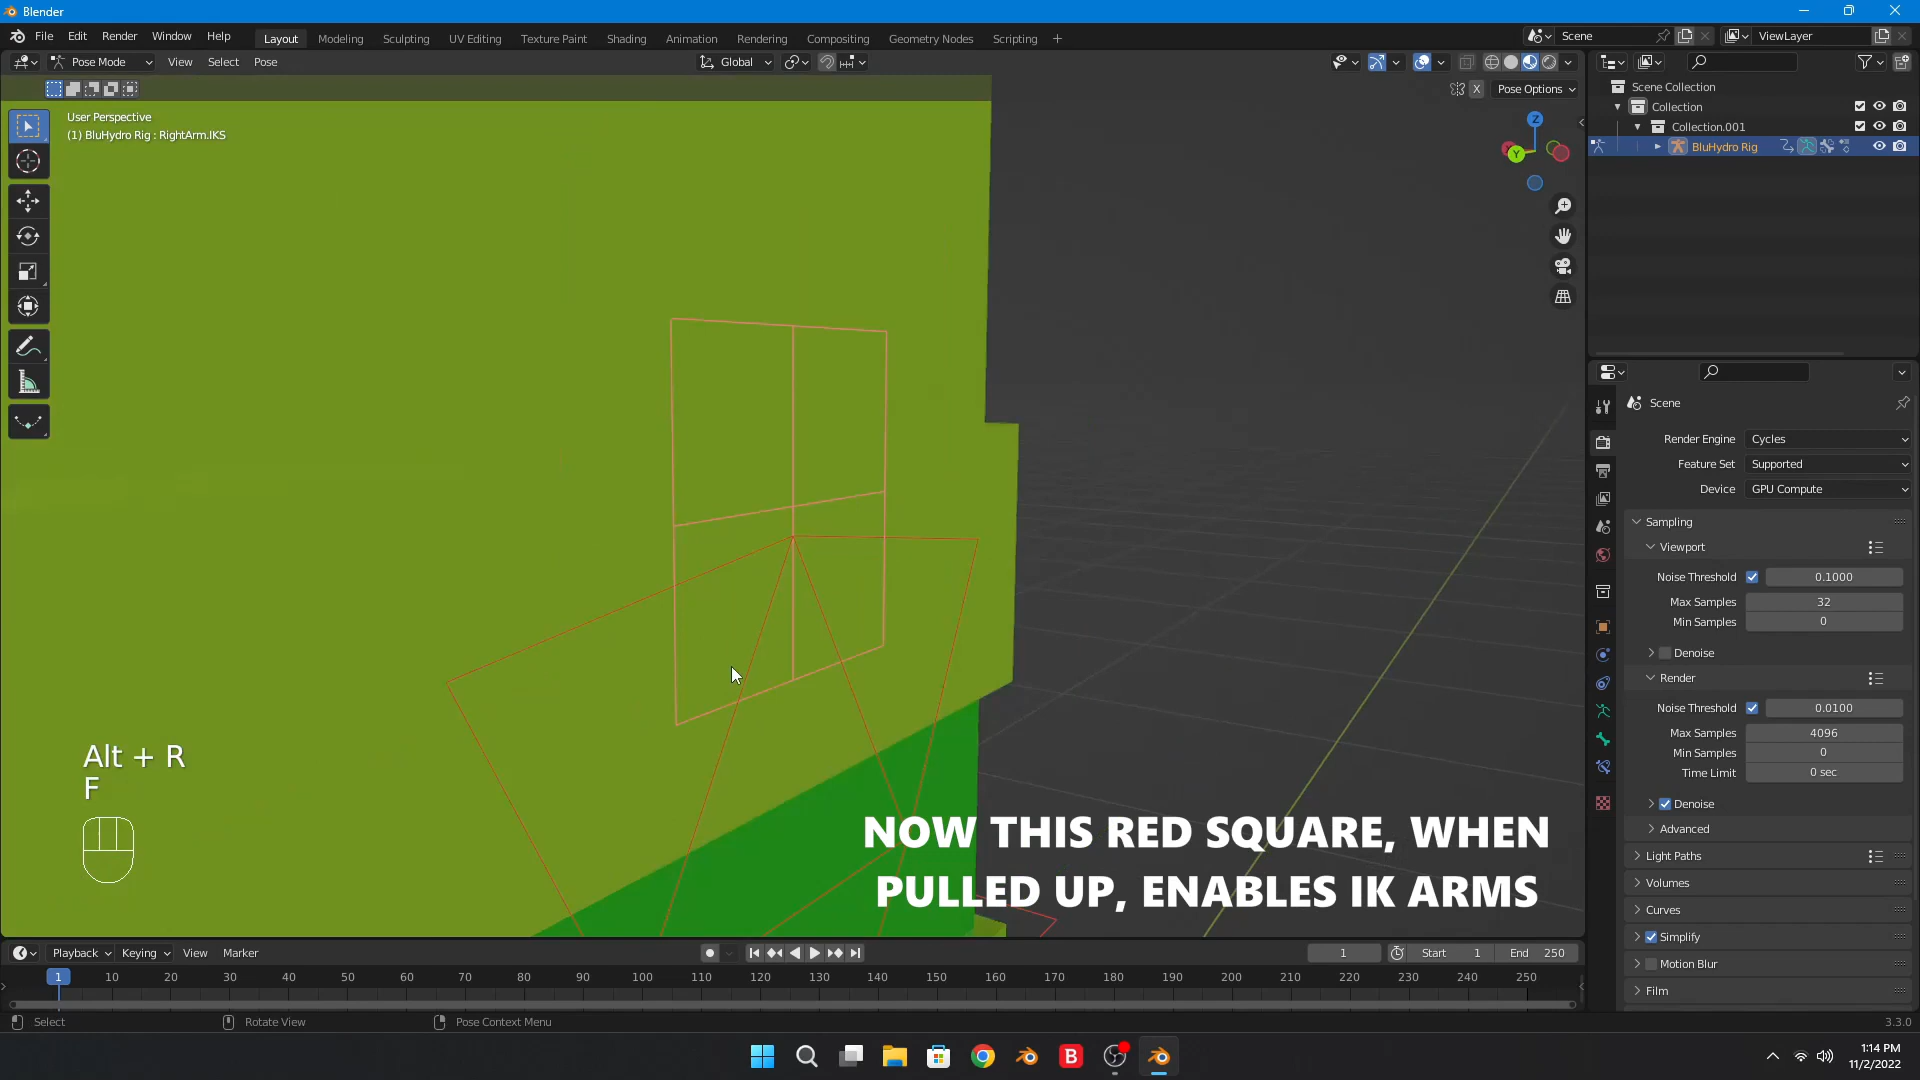 Blender
File Edit Render Window Help
Layout Modeling Sculpting UV Editing Texture Paint Shading Animation Rendering Compositing Geometry Nodes Scripting +
Scene
ViewLayer
Pose Mode View Select Pose
Global
X
Pose Options
User Perspective
(1) BluHydro Rig : RightArm.IKS
Z
Y
Scene Collection
Collection
Collection.001
BluHydro Rig
Scene
Render Engine Cycles
Feature Set Supported
Device GPU Compute
Sampling
Viewport
Noise Threshold 0.1000
Max Samples 32
Min Samples 0
Denoise
Render
Noise Threshold 0.0100
Max Samples 4096
Min Samples 0
Time Limit 0 sec
Denoise
Advanced
Light Paths
Volumes
Curves
Simplify
Motion Blur
Film
Alt + R
F
NOW THIS RED SQUARE, WHEN
PULLED UP, ENABLES IK ARMS
Playback Keying View Marker
1 Start 1 End 250
1 10 20 30 40 50 60 70 80 90 100 110 120 130 140 150 160 170 180 190 200 210 220 230 240 250
Select Rotate View Pose Context Menu
3.3.0
B
1:14 PM
11/2/2022